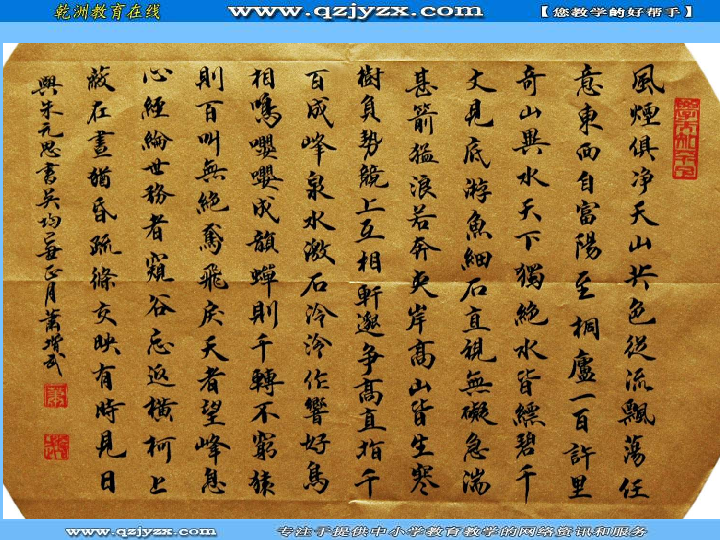 乾洲教育在线 www.qzjyzx.com 【您教学的好帮手】
風煙俱净天山共色從流飄蕩任
意東西自富陽至桐廬一百許里
奇山異水天下獨絶水皆縹碧千
丈見底游魚細石直視無礙急湍
甚箭猛浪若奔夾岸高山皆生寒
樹負勢競上互相軒邈争高直指千
百成峰泉水激石泠泠作響好鳥
相鳴嚶嚶成韻蟬則千轉不窮猿
則百叫無絶鳶飛戾天者望峰息
心經綸世務者窺谷忘返橫柯上
蔽在晝猶昏疏條交映有時見日
與朱元思書吴均 正月蕭
www.qzjyzx.com 专注于提供中小学教育教学的网络资讯和服务